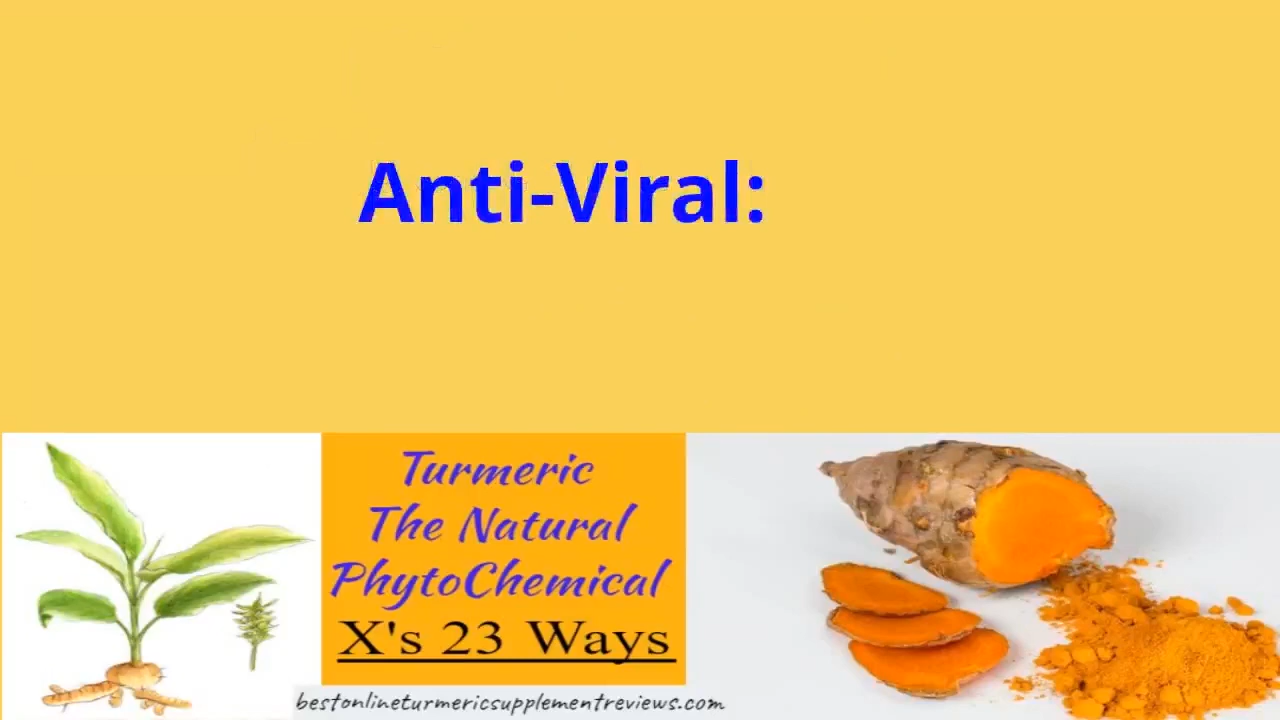 Anti-Viral:
Turmeric
The Natural
PhytoChemical
X's 23 Ways
bestonlineturmericsupplementreviews.com